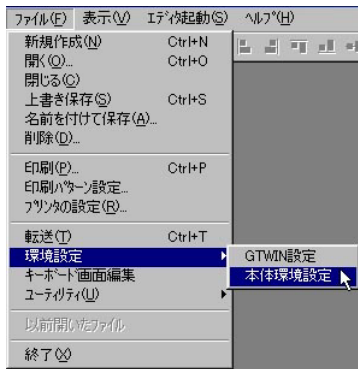 ファイル(F) 表示(V) エディタ起動(S) ヘルプ(H)
新規作成(N) Ctrl+N
開く(O)... Ctrl+O
閉じる(C)
上書き保存(S) Ctrl+S
名前を付けて保存(A)...
削除(D)...
印刷(P)... Ctrl+P
印刷パターン設定...
プリンタの設定(R)...
転送(T) Ctrl+T
環境設定 GTWIN設定
キーボード画面編集 本体環境設定
ユーティリティ(U)
以前開いたファイル
終了(X)